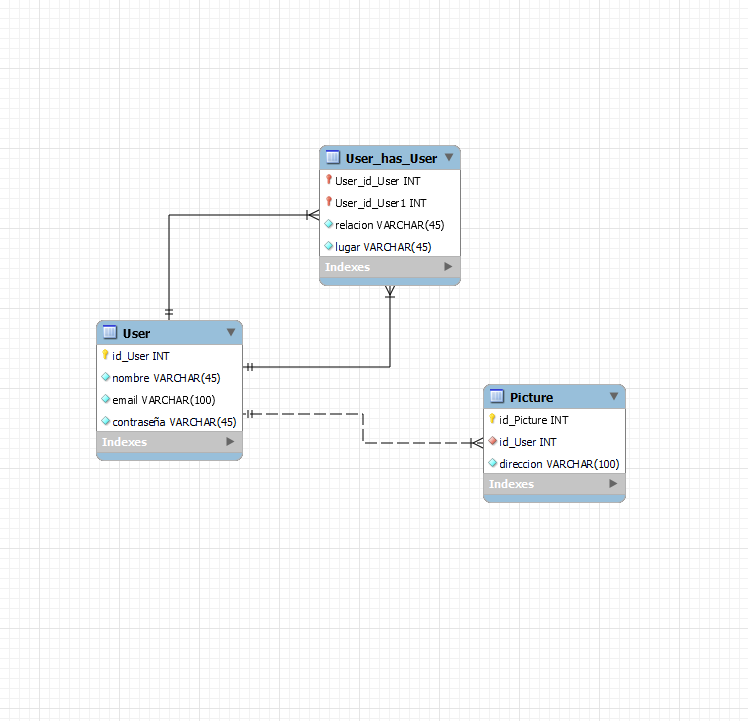 User_has_User
User_id_User INT
User_id_User1 INT
relacion VARCHAR(45)
lugar VARCHAR(45)
Indexes
User
id_User INT
nombre VARCHAR(45)
email VARCHAR(100)
contraseña VARCHAR(45)
Indexes
Picture
id_Picture INT
id_User INT
direccion VARCHAR(100)
Indexes